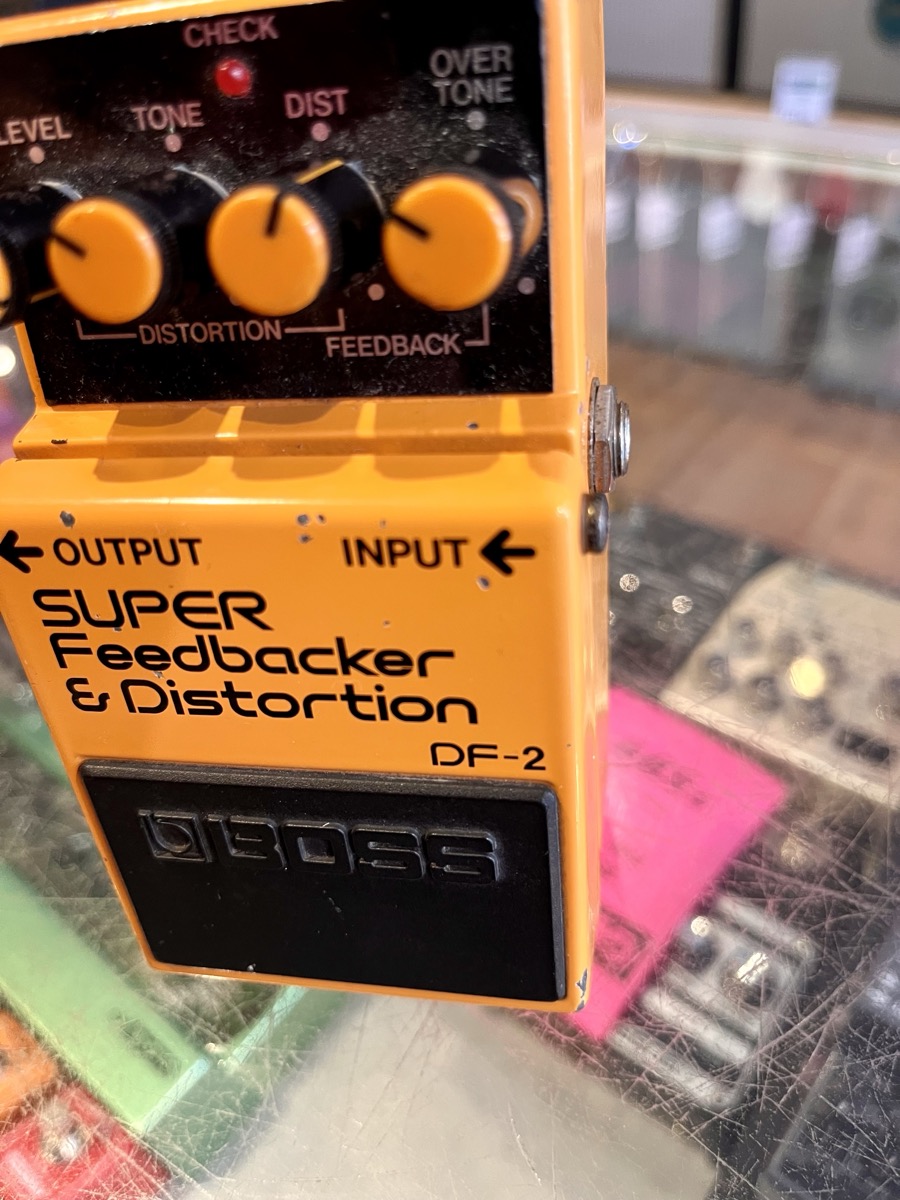 CHECK
LEVEL
TONE
DIST
OVER
TONE
DISTORTION
FEEDBACK
OUTPUT
INPUT
SUPER
Feedbacker
& Distortion
DF-2
BOSS